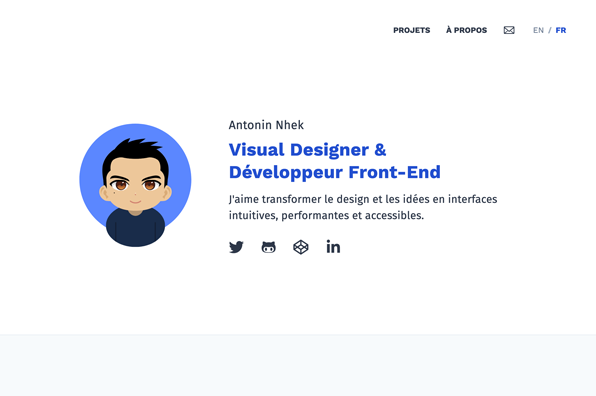 PROJETS À PROPOS EN / FR
Antonin Nhek
Visual Designer &
Développeur Front-End
J'aime transformer le design et les idées en interfaces
intuitives, performantes et accessibles.